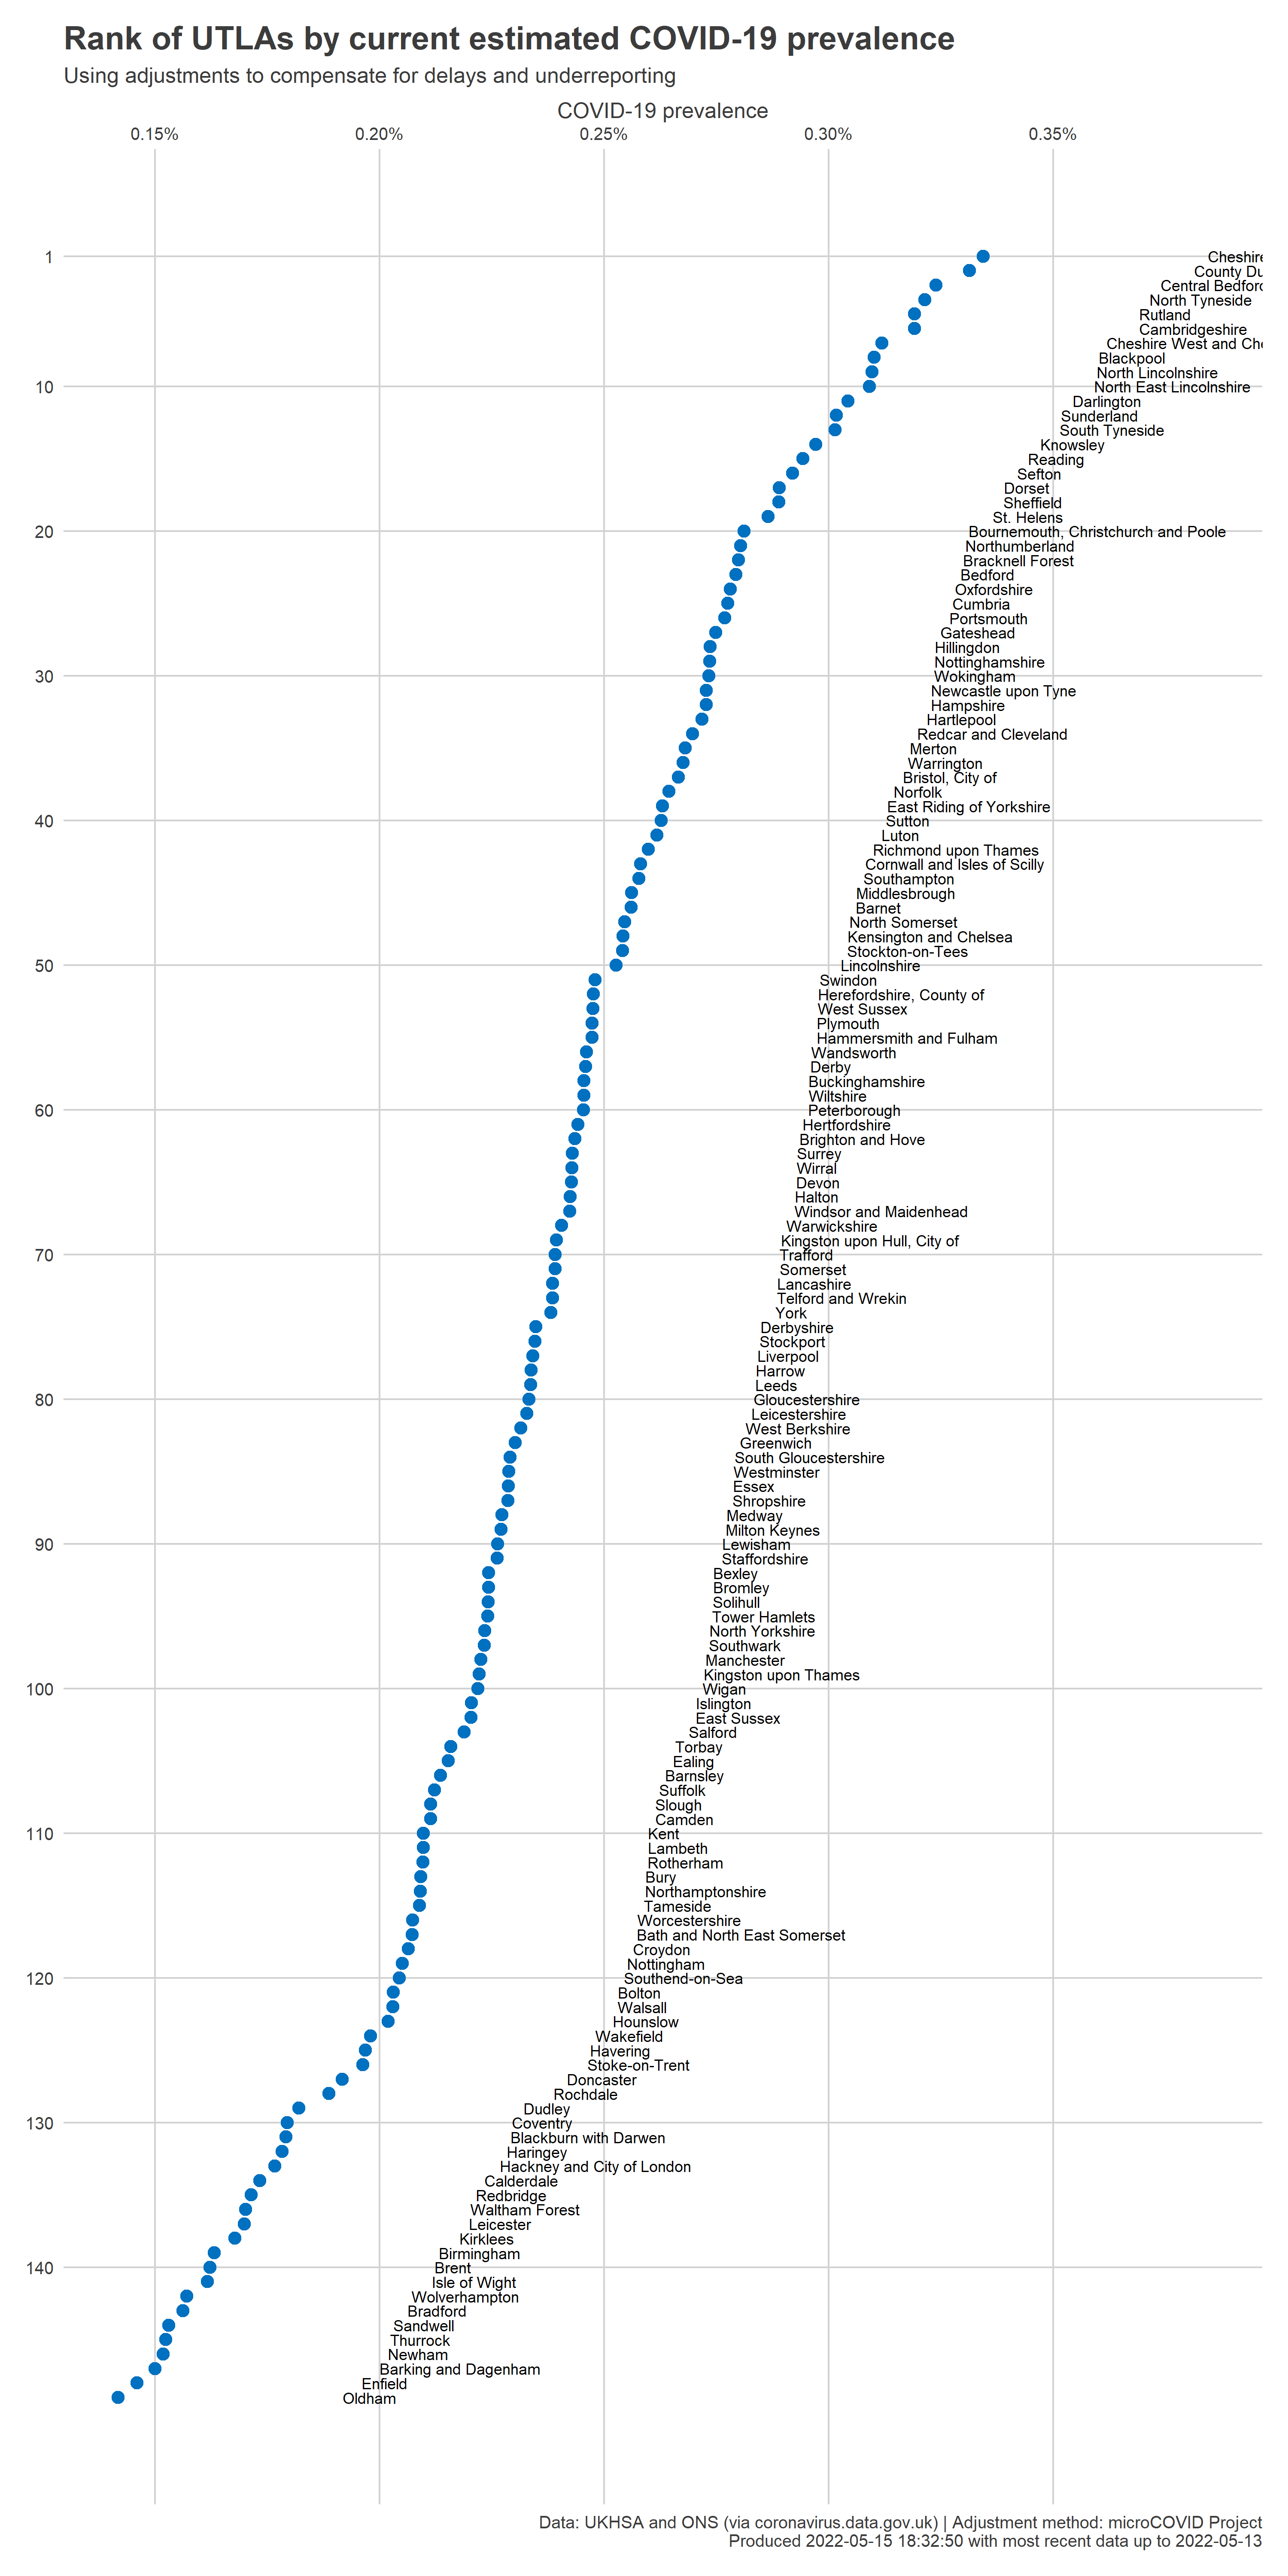 Rank of UTLAs by current estimated COVID-19 prevalence
Using adjustments to compensate for delays and underreporting
COVID-19 prevalence
0.15% 0.20% 0.25% 0.30% 0.35%
1 Cheshire
County Du
Central Bedford
North Tyneside
Rutland
Cambridgeshire
Cheshire West and Che
Blackpool
North Lincolnshire
10 North East Lincolnshire
Darlington
Sunderland
South Tyneside
Knowsley
Reading
Sefton
Dorset
Sheffield
St. Helens
20 Bournemouth, Christchurch and Poole
Northumberland
Bracknell Forest
Bedford
Oxfordshire
Cumbria
Portsmouth
Gateshead
Hillingdon
Nottinghamshire
30 Wokingham
Newcastle upon Tyne
Hampshire
Hartlepool
Redcar and Cleveland
Merton
Warrington
Bristol, City of
Norfolk
East Riding of Yorkshire
40 Sutton
Luton
Richmond upon Thames
Cornwall and Isles of Scilly
Southampton
Middlesbrough
Barnet
North Somerset
Kensington and Chelsea
Stockton-on-Tees
50 Lincolnshire
Swindon
Herefordshire, County of
West Sussex
Plymouth
Hammersmith and Fulham
Wandsworth
Derby
Buckinghamshire
Wiltshire
60 Peterborough
Hertfordshire
Brighton and Hove
Surrey
Wirral
Devon
Halton
Windsor and Maidenhead
Warwickshire
Kingston upon Hull, City of
70 Trafford
Somerset
Lancashire
Telford and Wrekin
York
Derbyshire
Stockport
Liverpool
Harrow
Leeds
80 Gloucestershire
Leicestershire
West Berkshire
Greenwich
South Gloucestershire
Westminster
Essex
Shropshire
Medway
Milton Keynes
90 Lewisham
Staffordshire
Bexley
Bromley
Solihull
Tower Hamlets
North Yorkshire
Southwark
Manchester
Kingston upon Thames
100 Wigan
Islington
East Sussex
Salford
Torbay
Ealing
Barnsley
Suffolk
Slough
Camden
110 Kent
Lambeth
Rotherham
Bury
Northamptonshire
Tameside
Worcestershire
Bath and North East Somerset
Croydon
Nottingham
120 Southend-on-Sea
Bolton
Walsall
Hounslow
Wakefield
Havering
Stoke-on-Trent
Doncaster
Rochdale
Dudley
130 Coventry
Blackburn with Darwen
Haringey
Hackney and City of London
Calderdale
Redbridge
Waltham Forest
Leicester
Kirklees
Birmingham
140 Brent
Isle of Wight
Wolverhampton
Bradford
Sandwell
Thurrock
Newham
Barking and Dagenham
Enfield
Oldham
Data: UKHSA and ONS (via coronavirus.data.gov.uk) | Adjustment method: microCOVID Project
Produced 2022-05-15 18:32:50 with most recent data up to 2022-05-13